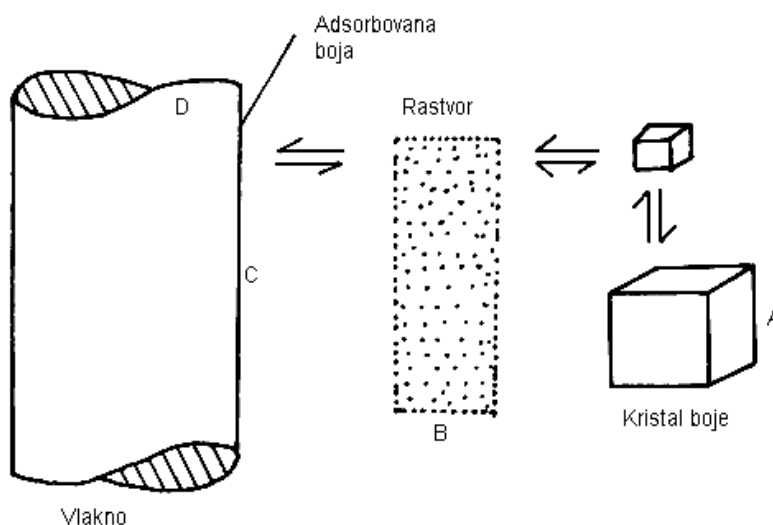 Adsorbovana
boja
D
Rastvor
C
A
B
Kristal boje
Vlakno